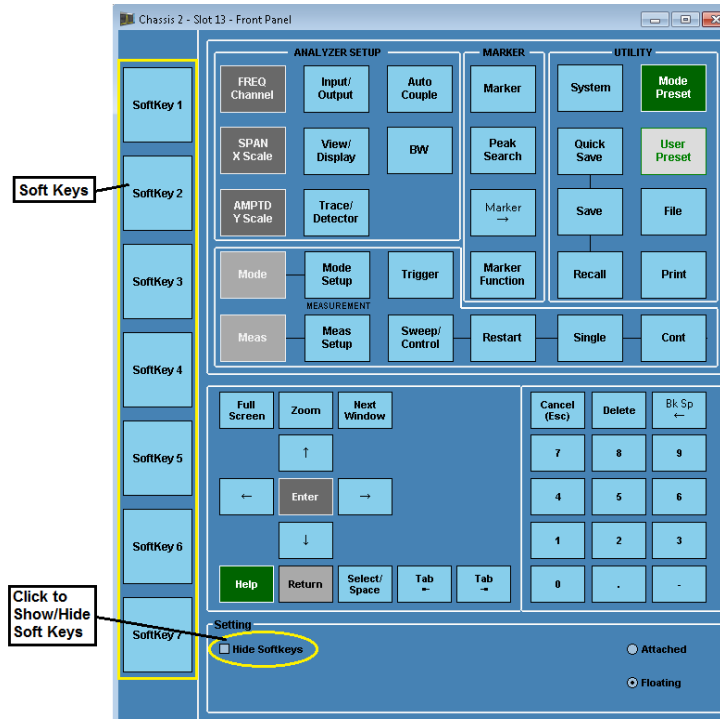 Chassis 2 - Slot 13 - Front Panel
Soft Keys
Click to
Show/Hide
Soft Keys
SoftKey 1
SoftKey 2
SoftKey 3
SoftKey 4
SoftKey 5
SoftKey 6
SoftKey 7
ANALYZER SETUP
FREQ
Channel
Input/
Output
Auto
Couple
SPAN
X Scale
View/
Display
BW
AMPTD
Y Scale
Trace/
Detector
MARKER
Marker
Peak
Search
Marker
→
Marker
Function
UTILITY
System
Mode
Preset
Quick
Save
User
Preset
Save
File
Recall
Print
Mode
Mode
Setup
Trigger
MEASUREMENT
Meas
Meas
Setup
Sweep/
Control
Restart
Single
Cont
Full
Screen
Zoom
Next
Window
↑
←
Enter
→
↓
Help
Return
Select/
Space
Tab
⇤
Tab
⇥
Cancel
(Esc)
Delete
Bk Sp
←
7
8
9
4
5
6
1
2
3
0
.
-
Setting
Hide Softkeys
Attached
Floating